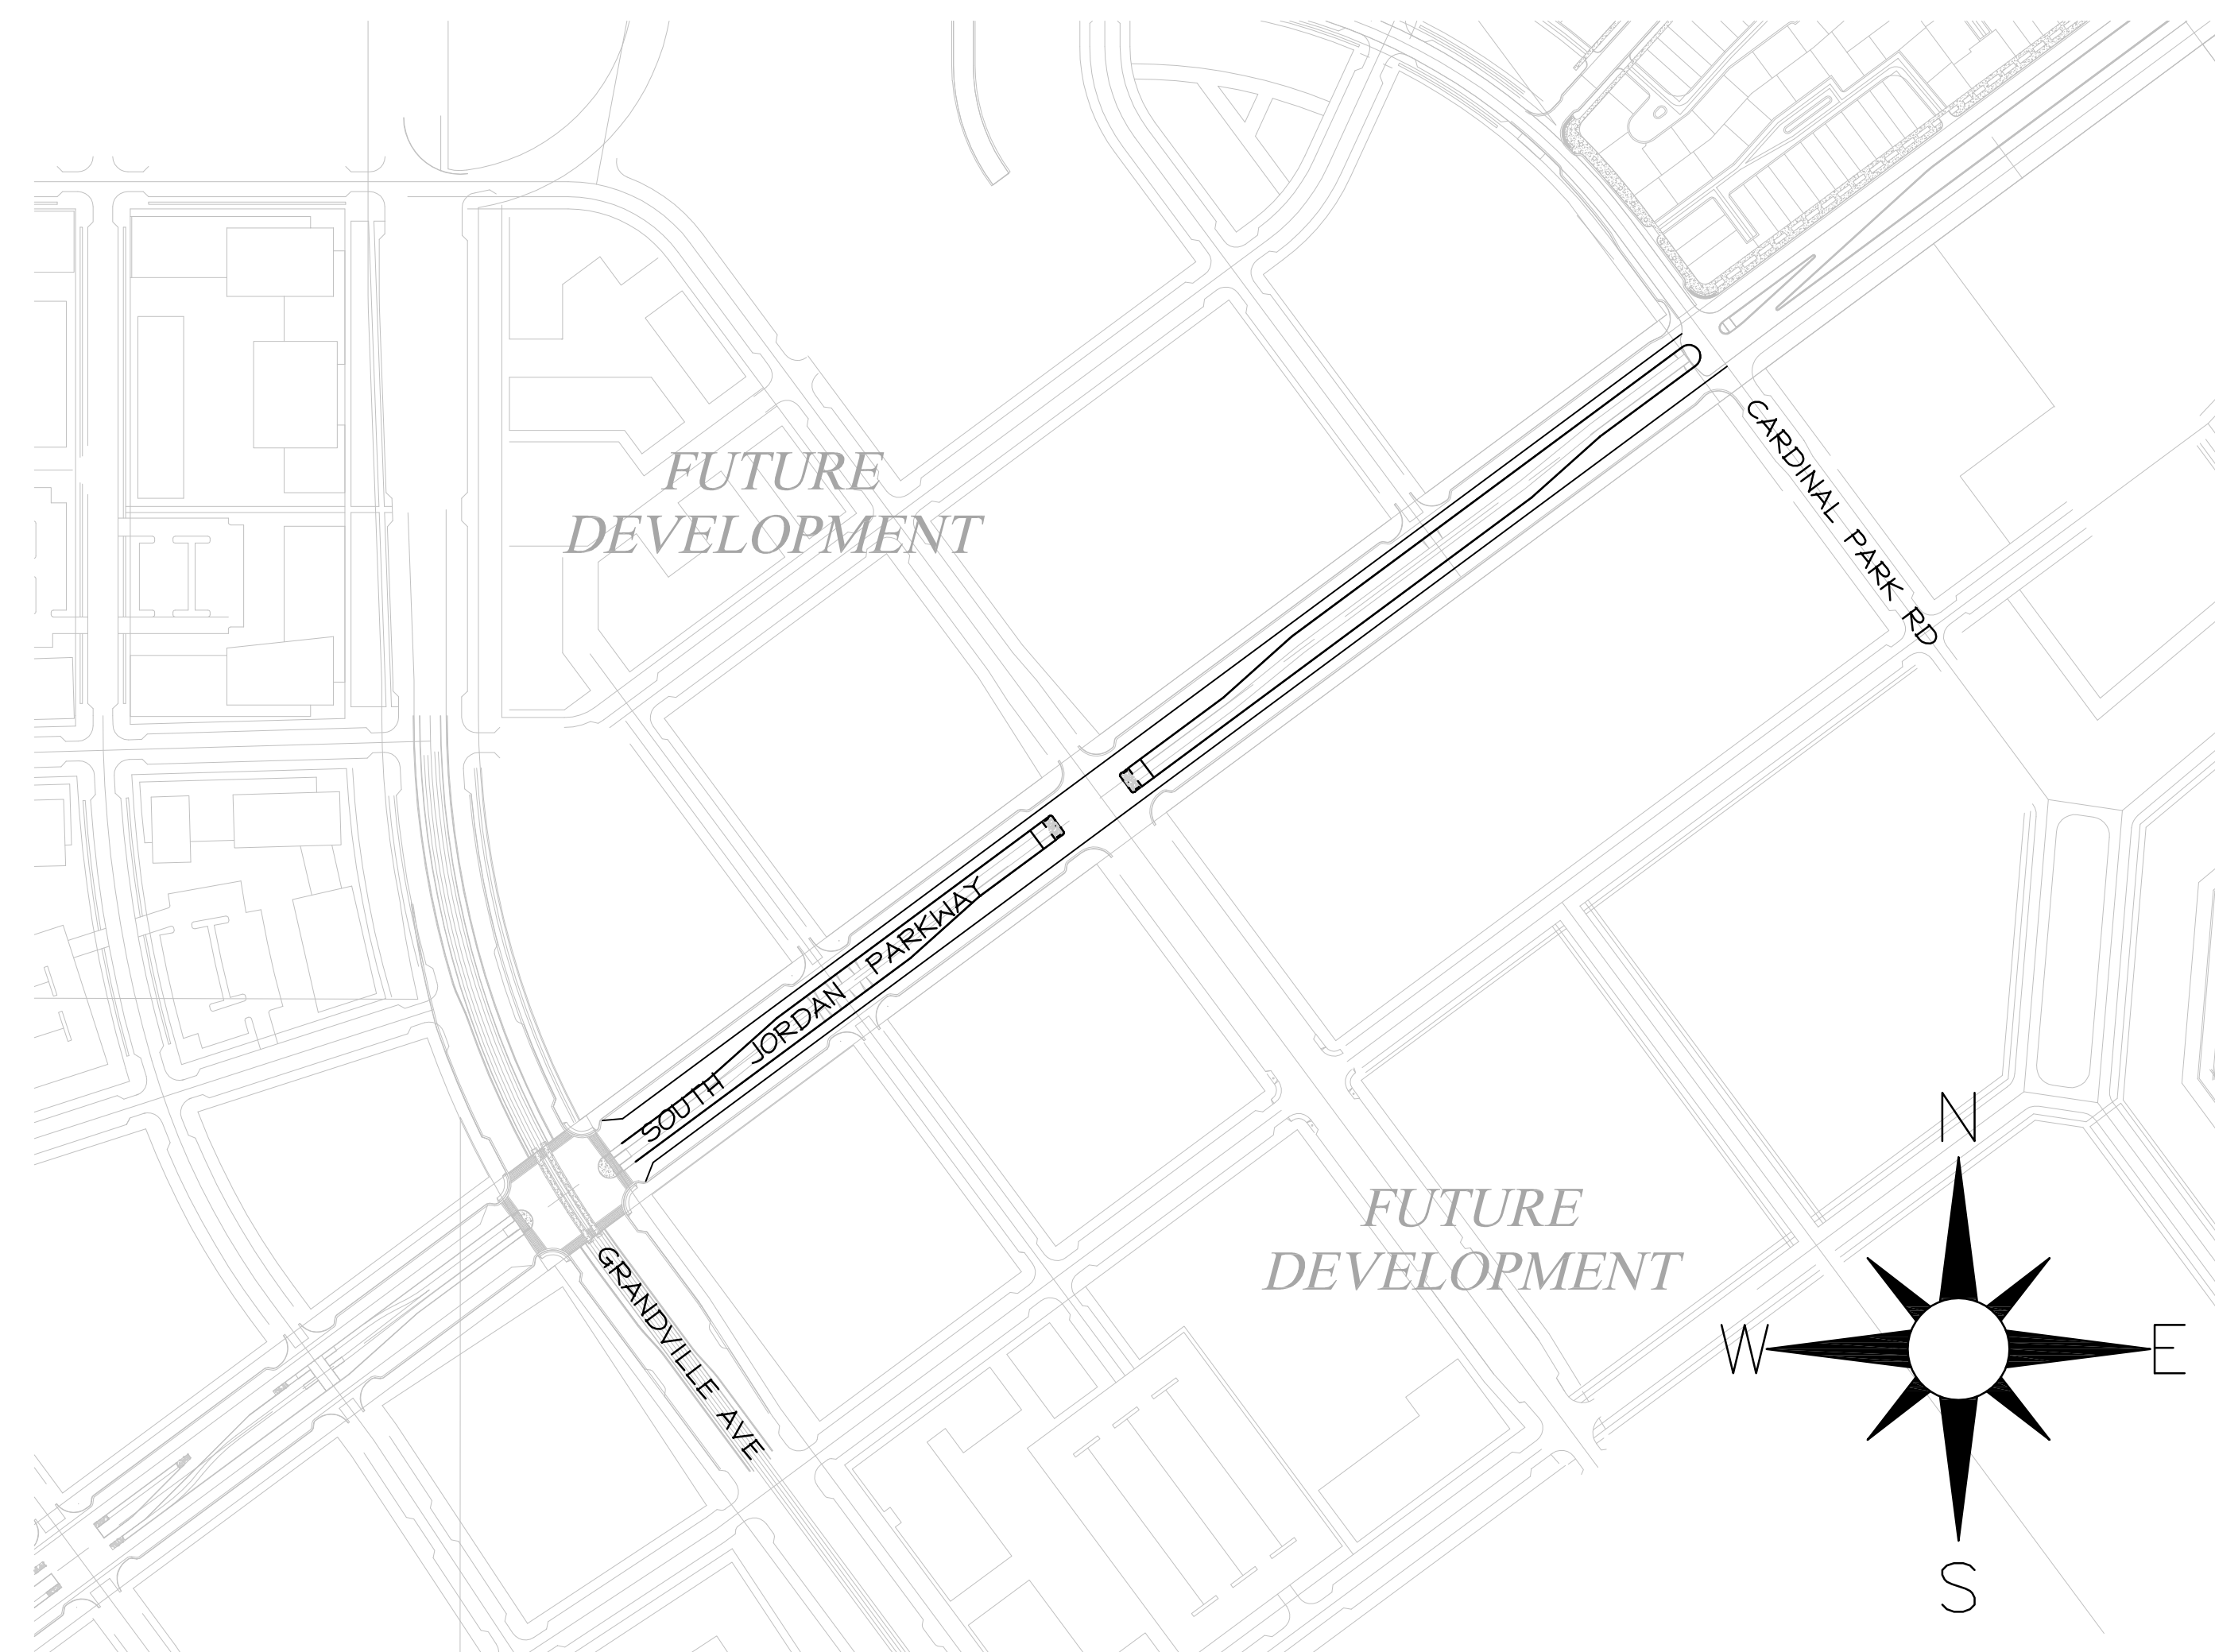 FUTURE
DEVELOPMENT
CARDINAL PARK RD
SOUTH JORDAN PARKWAY
GRANDVILLE AVE
FUTURE
DEVELOPMENT
N
W
E
S